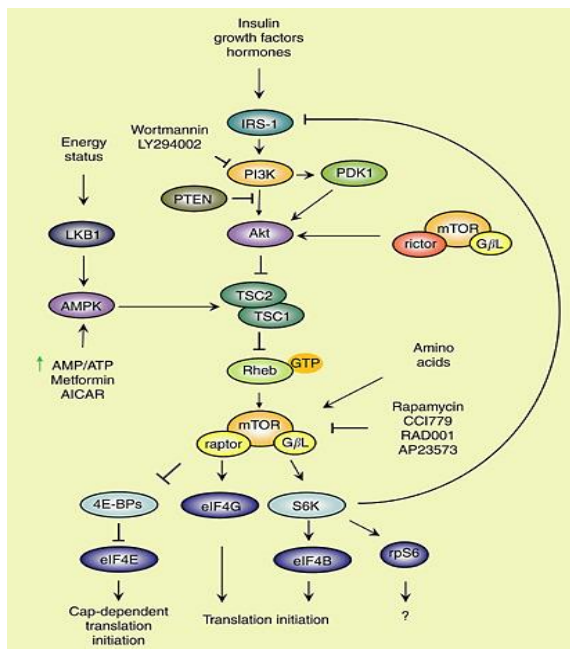 Insulin
growth factors
hormones
IRS-1
Energy
status
Wortmannin
LY294002
PI3K
PDK1
PTEN
LKB1
Akt
mTOR
rictor
GβL
TSC2
TSC1
AMPK
GTP
Rheb
↑ AMP/ATP
Metformin
AICAR
Amino
acids
Rapamycin
CCI779
RAD001
AP23573
mTOR
raptor
GβL
4E-BPs
eIF4G
S6K
eIF4E
eIF4B
rpS6
Cap-dependent
translation
initiation
Translation initiation
?